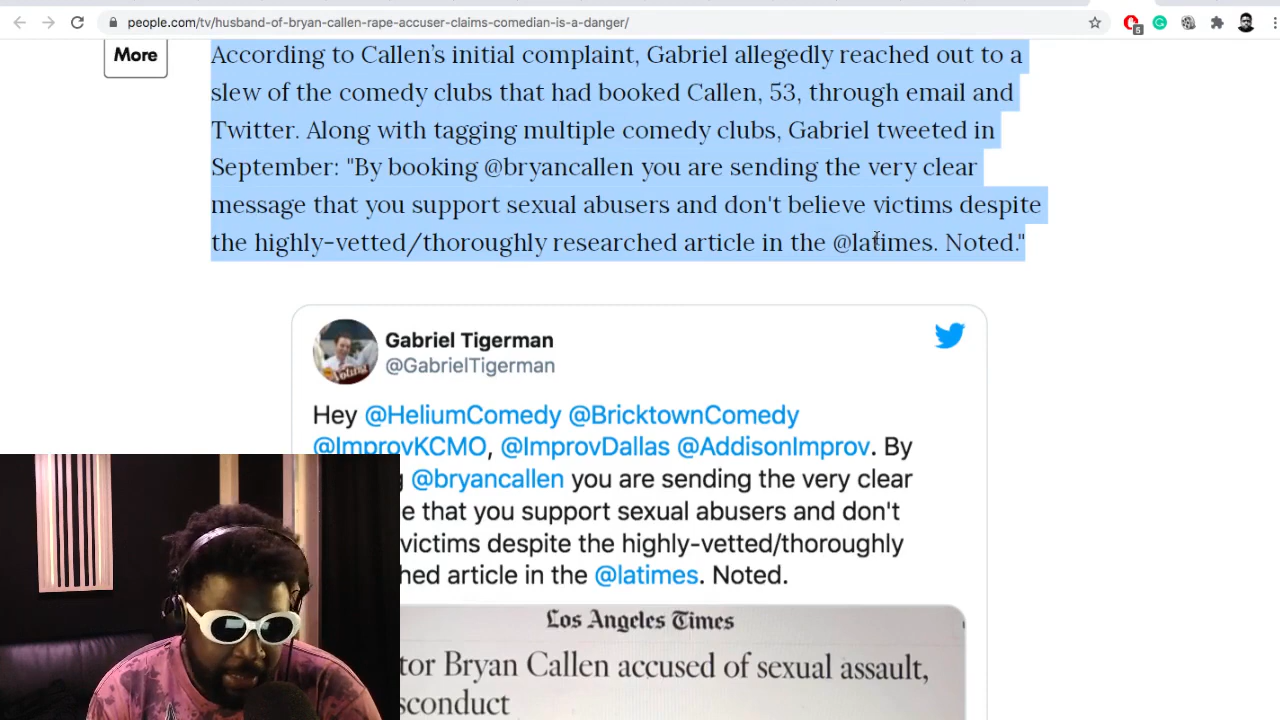 people.com/tv/husband-of-bryan-callen-rape-accuser-claims-comedian-is-a-danger/
5
More
According to Callen’s initial complaint, Gabriel allegedly reached out to a
slew of the comedy clubs that had booked Callen, 53, through email and
Twitter. Along with tagging multiple comedy clubs, Gabriel tweeted in
September: "By booking @bryancallen you are sending the very clear
message that you support sexual abusers and don't believe victims despite
the highly-vetted/thoroughly researched article in the @latimes. Noted."
Gabriel Tigerman
@GabrielTigerman
Hey @HeliumComedy @BricktownComedy
@ImprovKCMO, @ImprovDallas @AddisonImprov. By
@bryancallen you are sending the very clear
e that you support sexual abusers and don't
victims despite the highly-vetted/thoroughly
hed article in the @latimes. Noted.
Los Angeles Times
tor Bryan Callen accused of sexual assault,
sconduct